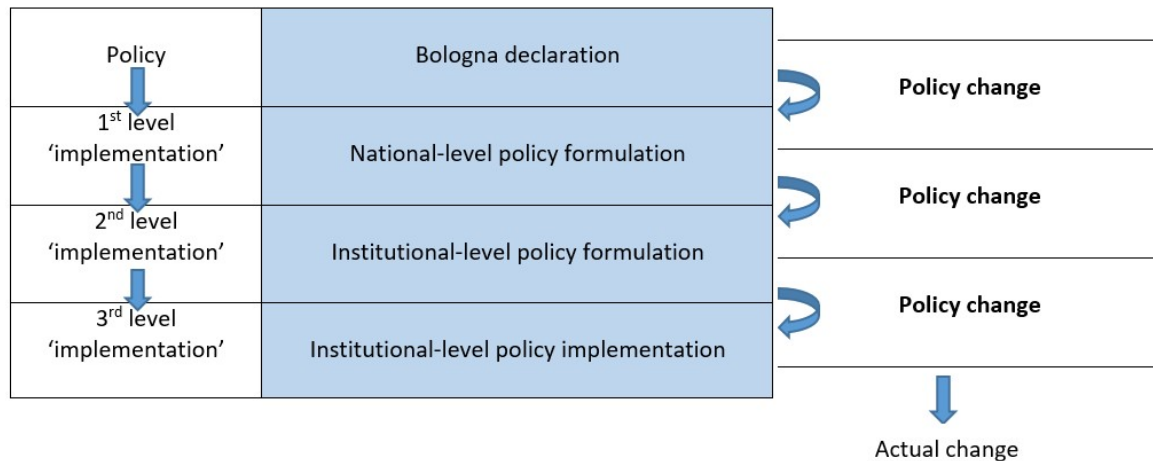 Policy
Bologna declaration
Policy change
1st level
‘implementation’
National-level policy formulation
Policy change
2nd level
‘implementation’
Institutional-level policy formulation
Policy change
3rd level
‘implementation’
Institutional-level policy implementation
Actual change